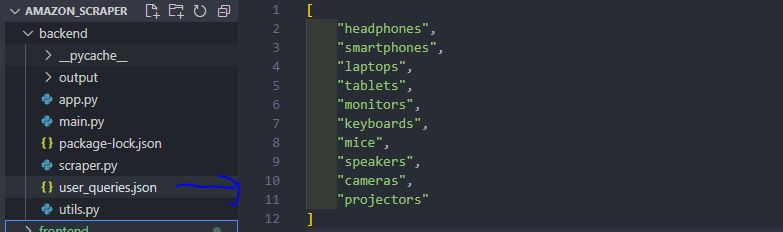 AMAZON_SCRAPER
backend
__pycache__
output
app.py
main.py
{} package-lock.json
scraper.py
{} user_queries.json
utils.py
frontend
1 [
2 "headphones",
3 "smartphones",
4 "laptops",
5 "tablets",
6 "monitors",
7 "keyboards",
8 "mice",
9 "speakers",
10 "cameras",
11 "projectors"
12 ]